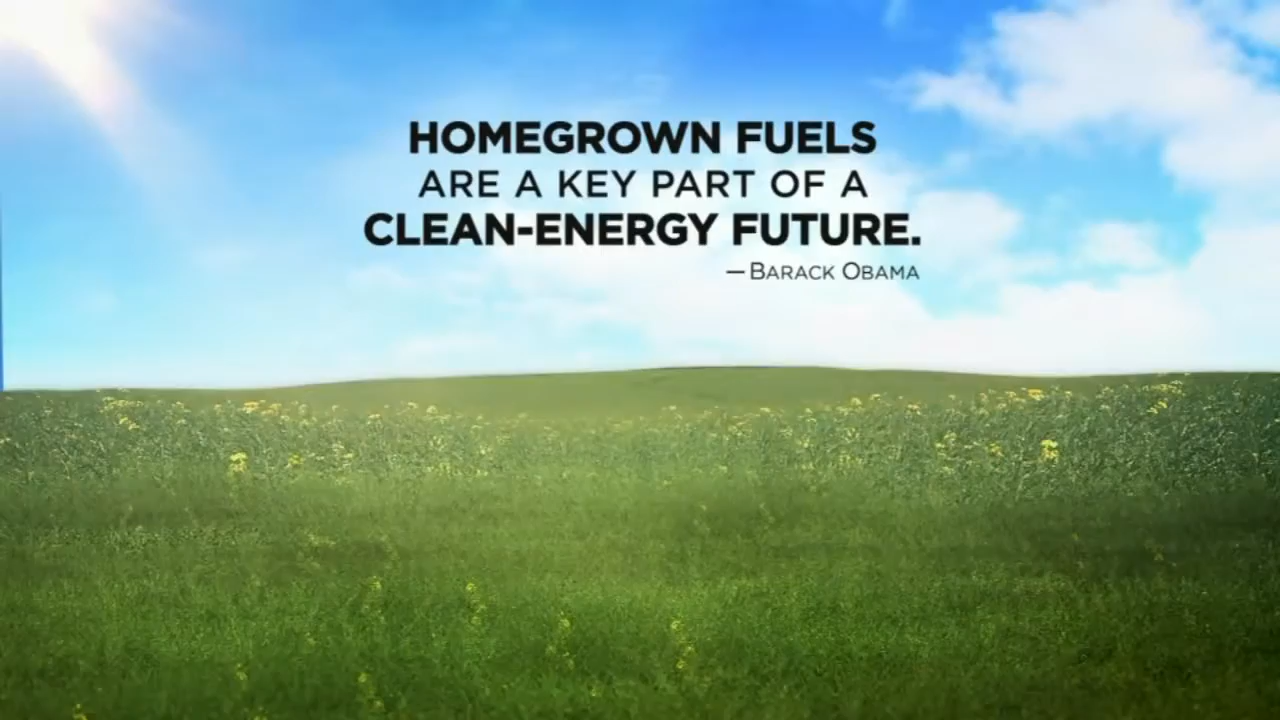 HOMEGROWN FUELS
ARE A KEY PART OF A
CLEAN-ENERGY FUTURE.
—BARACK OBAMA